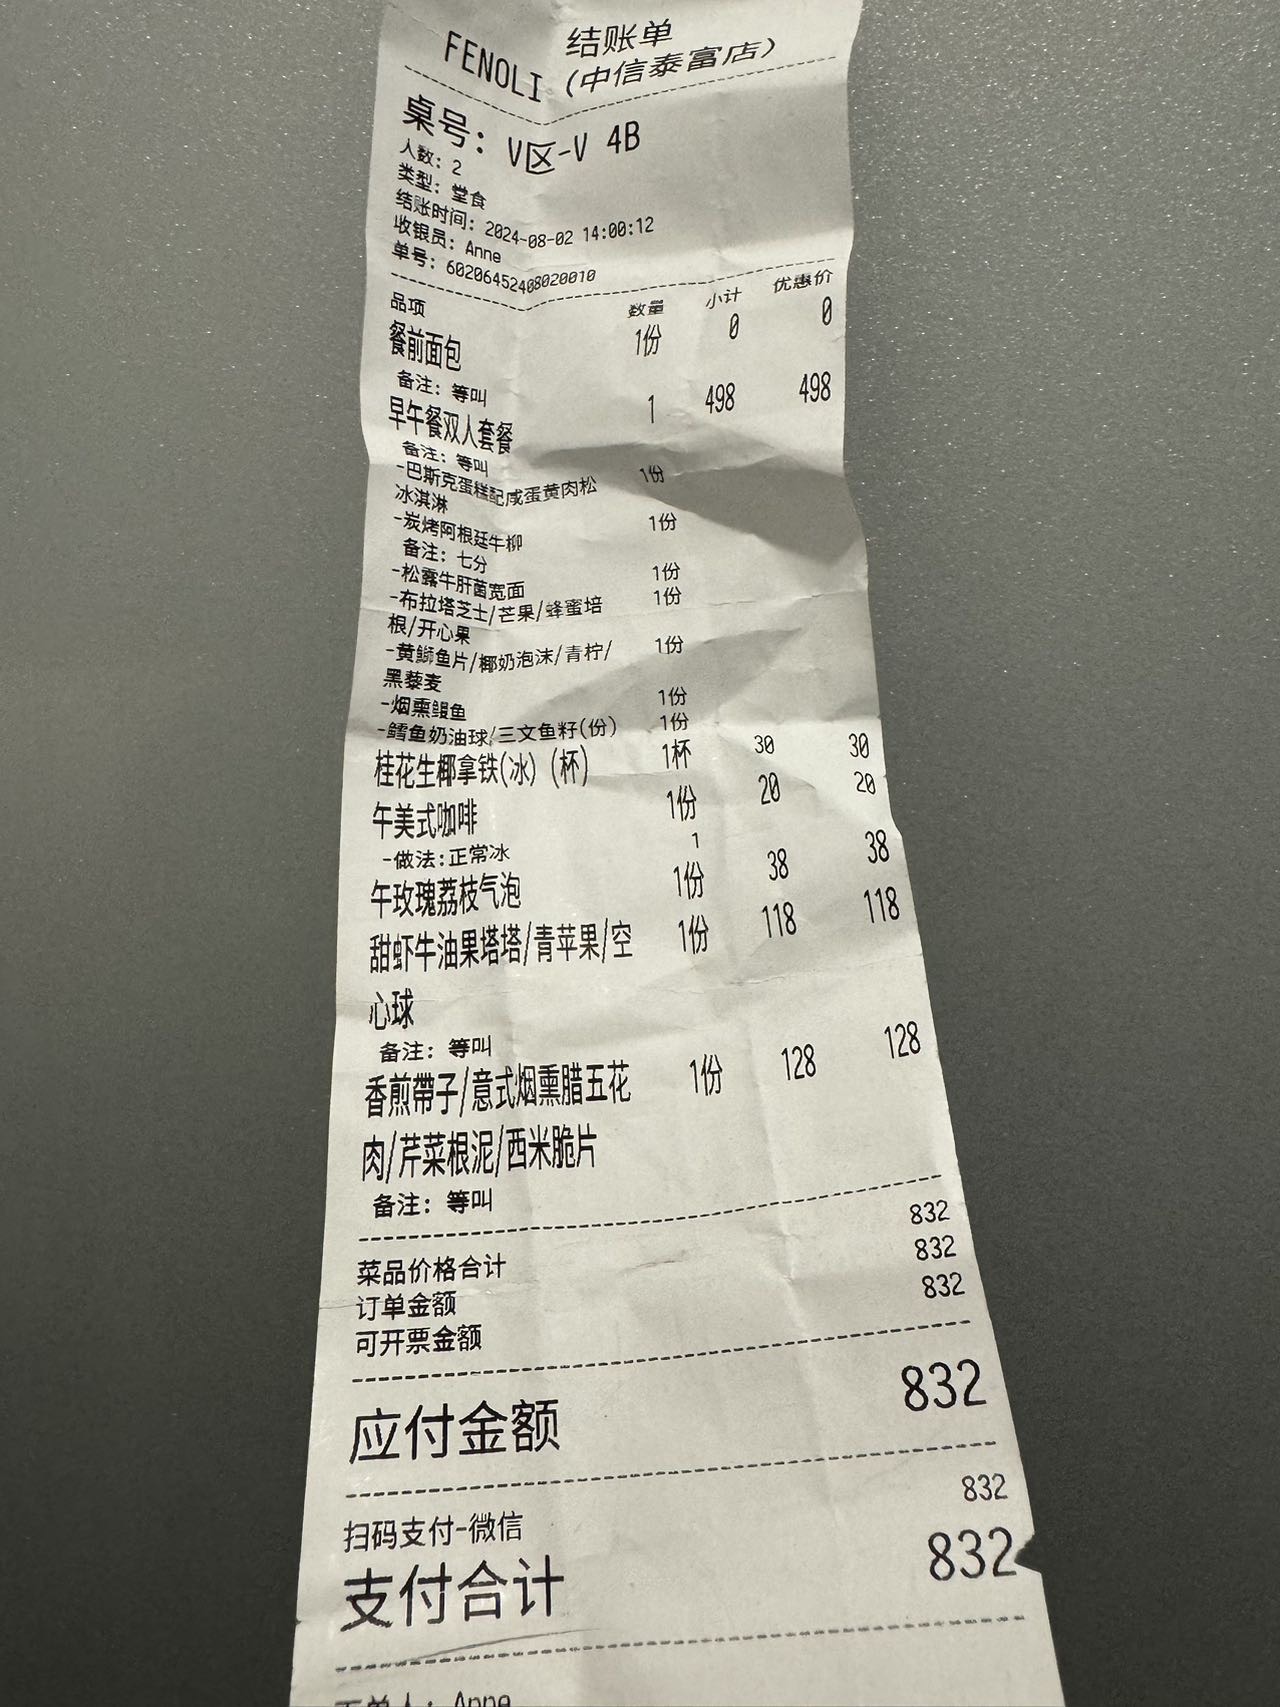 结账单
FENOLI (中信泰富店)
桌号: V区-V 4B
人数: 2
类型: 堂食
结账时间: 2024-08-02 14:00:12
收银员: Anne
单号: 60206452408020010
品项 数量 小计 优惠价
餐前面包 1份 0 0
备注: 等叫
早午餐双人套餐 1 498 498
备注: 等叫
-巴斯克蛋糕配咸蛋黄肉松 1份
冰淇淋
-炭烤阿根廷牛柳 1份
备注: 七分
-松露牛肝菌宽面 1份
-布拉塔芝士/芒果/蜂蜜培 1份
根/开心果
-黄鰤鱼片/椰奶泡沫/青柠/ 1份
黑藜麦
-烟熏鳗鱼 1份
-鳕鱼奶油球/三文鱼籽(份) 1份
桂花生椰拿铁(冰) (杯) 1杯 30 30
午美式咖啡 1份 20 20
-做法:正常冰 1
午玫瑰荔枝气泡 1份 38 38
甜虾牛油果塔塔/青苹果/空 1份 118 118
心球
备注: 等叫
香煎帶子/意式烟熏腊五花 1份 128 128
肉/芹菜根泥/西米脆片
备注: 等叫
菜品价格合计 832
订单金额 832
可开票金额 832
应付金额 832
扫码支付-微信 832
支付合计 832
下单人: Anne